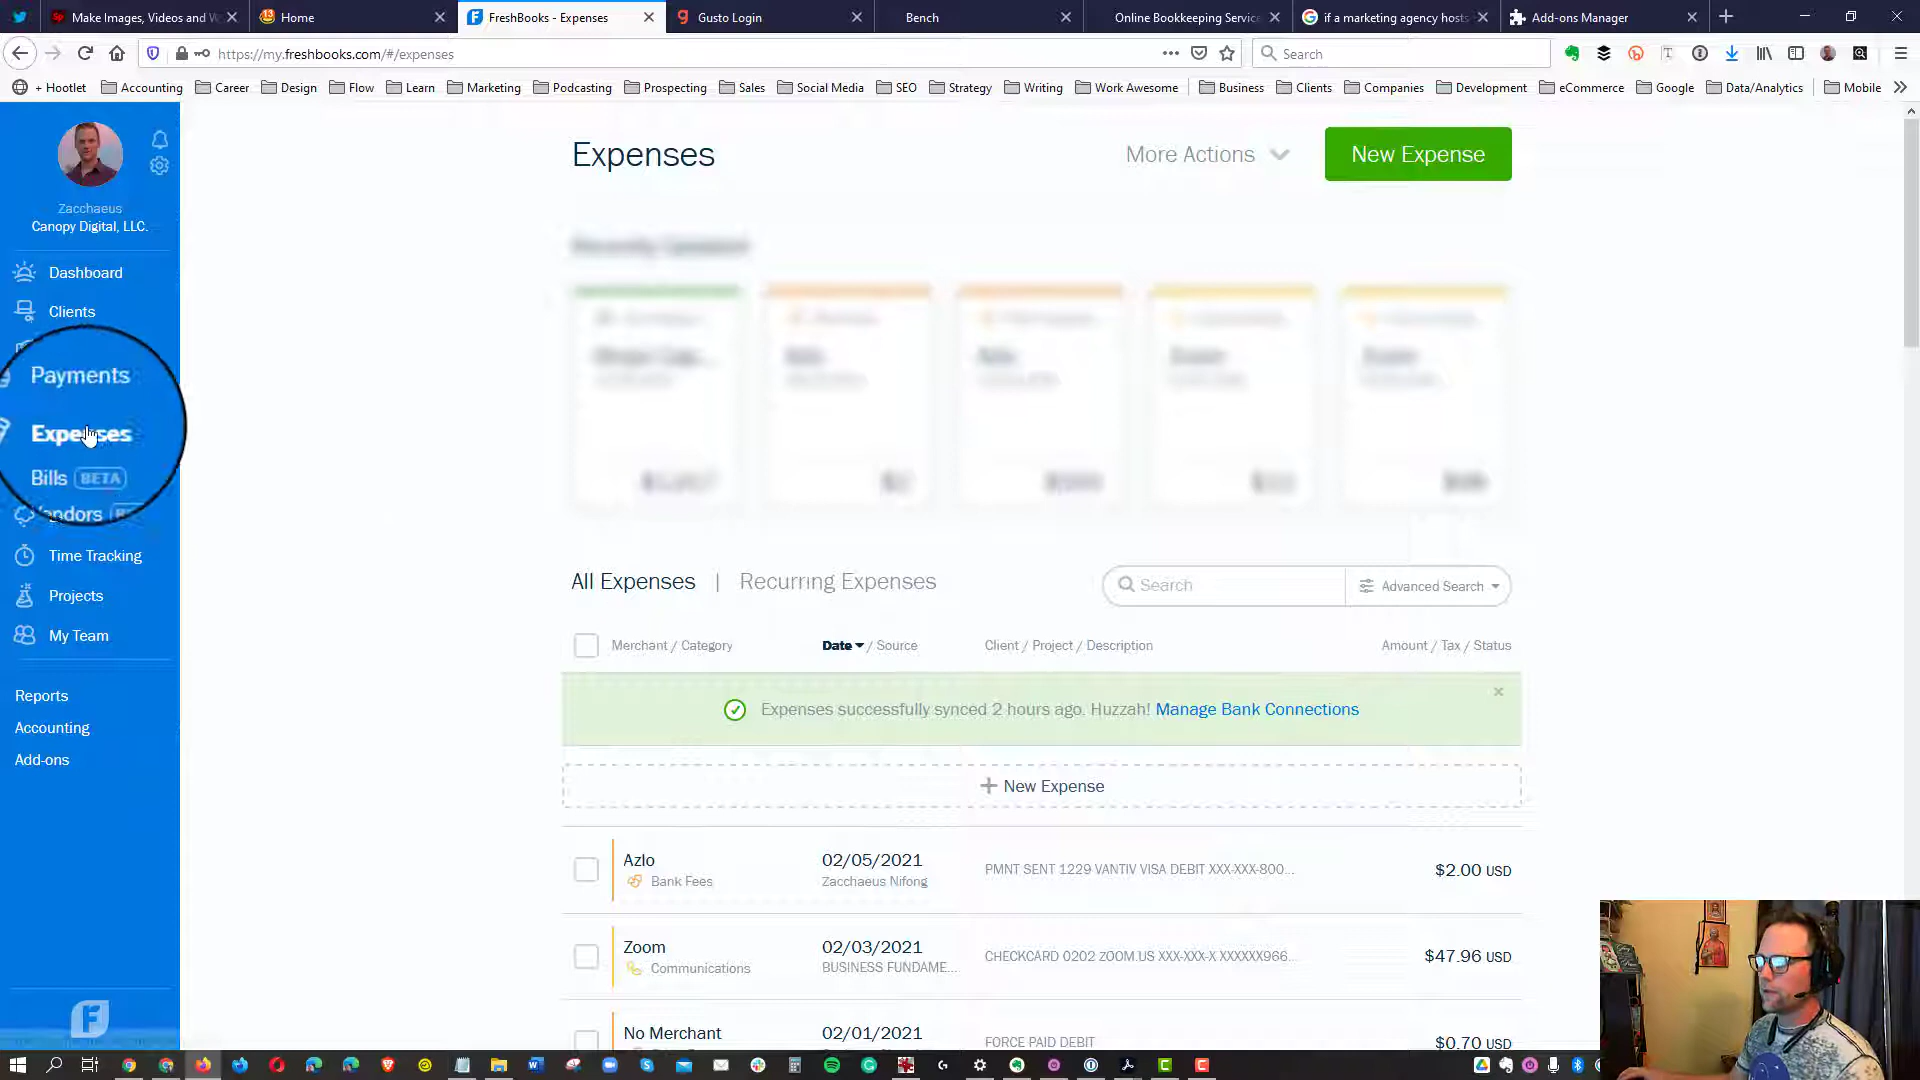 Make Images, Videos and W
Home
FreshBooks - Expenses
Gusto Login
Bench
Online Bookkeeping Service
if a marketing agency hosts
Add-ons Manager
https://my.freshbooks.com/#/expenses
Search
+ Hootlet
Accounting
Career
Design
Flow
Learn
Marketing
Podcasting
Prospecting
Sales
Social Media
SEO
Strategy
Writing
Work Awesome
Business
Clients
Companies
Development
eCommerce
Google
Data/Analytics
Mobile
Zacchaeus
Canopy Digital, LLC.
Dashboard
Clients
Payments
Expenses
Bills BETA
Vendors
Time Tracking
Projects
My Team
Reports
Accounting
Add-ons
Expenses
More Actions
New Expense
Recently Updated
All Expenses | Recurring Expenses
Search
Advanced Search
Merchant / Category
Date / Source
Client / Project / Description
Amount / Tax / Status
Expenses successfully synced 2 hours ago. Huzzah! Manage Bank Connections
+ New Expense
Azlo
02/05/2021
PMNT SENT 1229 VANTIV VISA DEBIT XXX-XXX-800...
$2.00 USD
Bank Fees
Zacchaeus Nifong
Zoom
02/03/2021
CHECKCARD 0202 ZOOM.US XXX-XXX-X XXXXXX966...
$47.96 USD
Communications
BUSINESS FUNDAME...
No Merchant
02/01/2021
FORCE PAID DEBIT
$0.70 USD